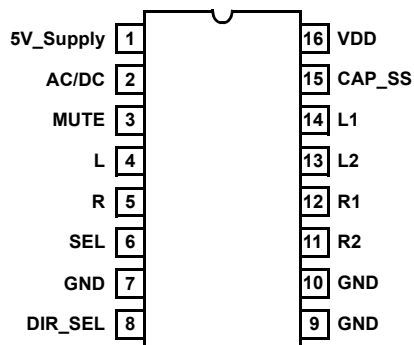 5V_Supply 1 16 VDD
AC/DC 2 15 CAP_SS
MUTE 3 14 L1
L 4 13 L2
R 5 12 R1
SEL 6 11 R2
GND 7 10 GND
DIR_SEL 8 9 GND